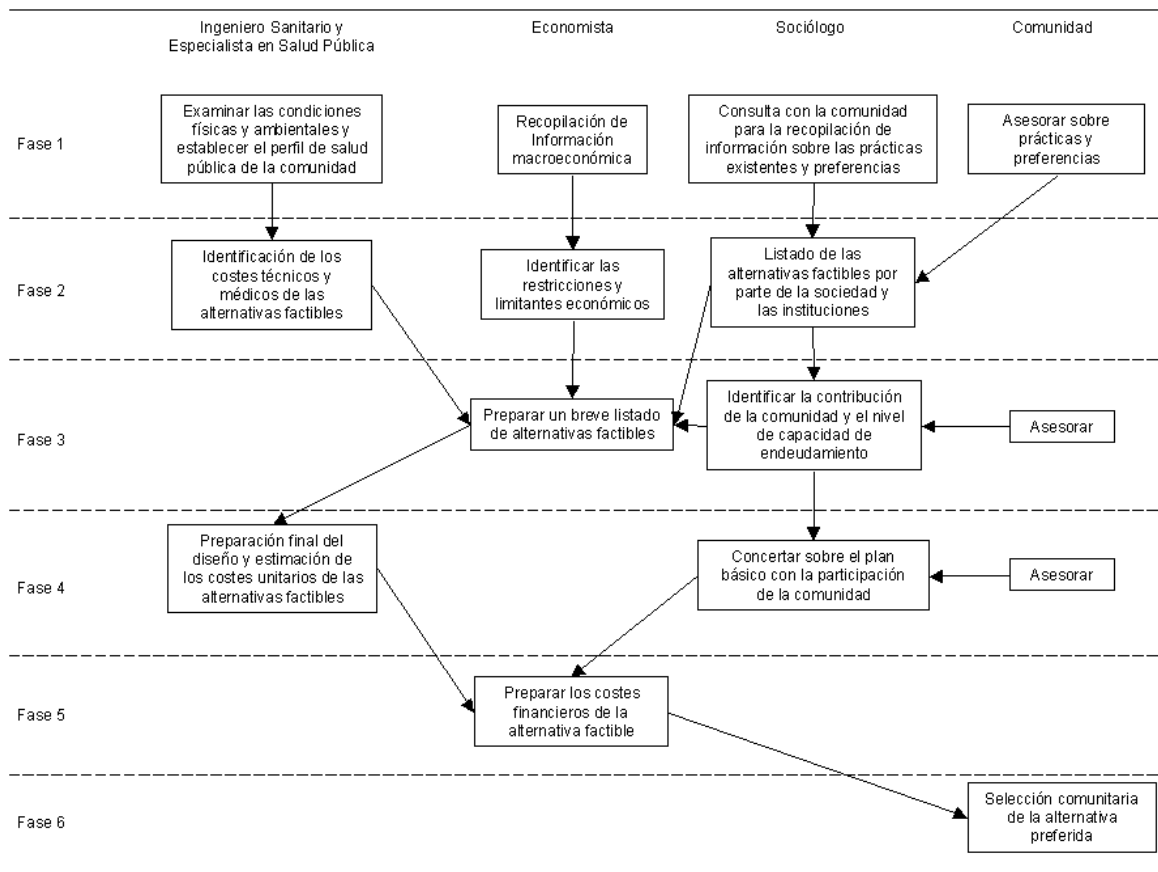 Ingeniero Sanitario y
Especialista en Salud Pública
Economista
Sociólogo
Comunidad
Fase 1
Examinar las condiciones
físicas y ambientales y
establecer el perfil de salud
pública de la comunidad
Recopilación de
Información
macroeconómica
Consulta con la comunidad
para la recopilación de
información sobre las prácticas
existentes y preferencias
Asesorar sobre
prácticas y
preferencias
Fase 2
Identificación de los
costes técnicos y
médicos de las
alternativas factibles
Identificar las
restricciones y
limitantes económicos
Listado de las
alternativas factibles por
parte de la sociedad y
las instituciones
Fase 3
Preparar un breve listado
de alternativas factibles
Identificar la contribución
de la comunidad y el nivel
de capacidad de
endeudamiento
Asesorar
Fase 4
Preparación final del
diseño y estimación de
los costes unitarios de las
alternativas factibles
Concertar sobre el plan
básico con la participación
de la comunidad
Asesorar
Fase 5
Preparar los costes
financieros de la
alternativa factible
Fase 6
Selección comunitaria
de la alternativa
preferida